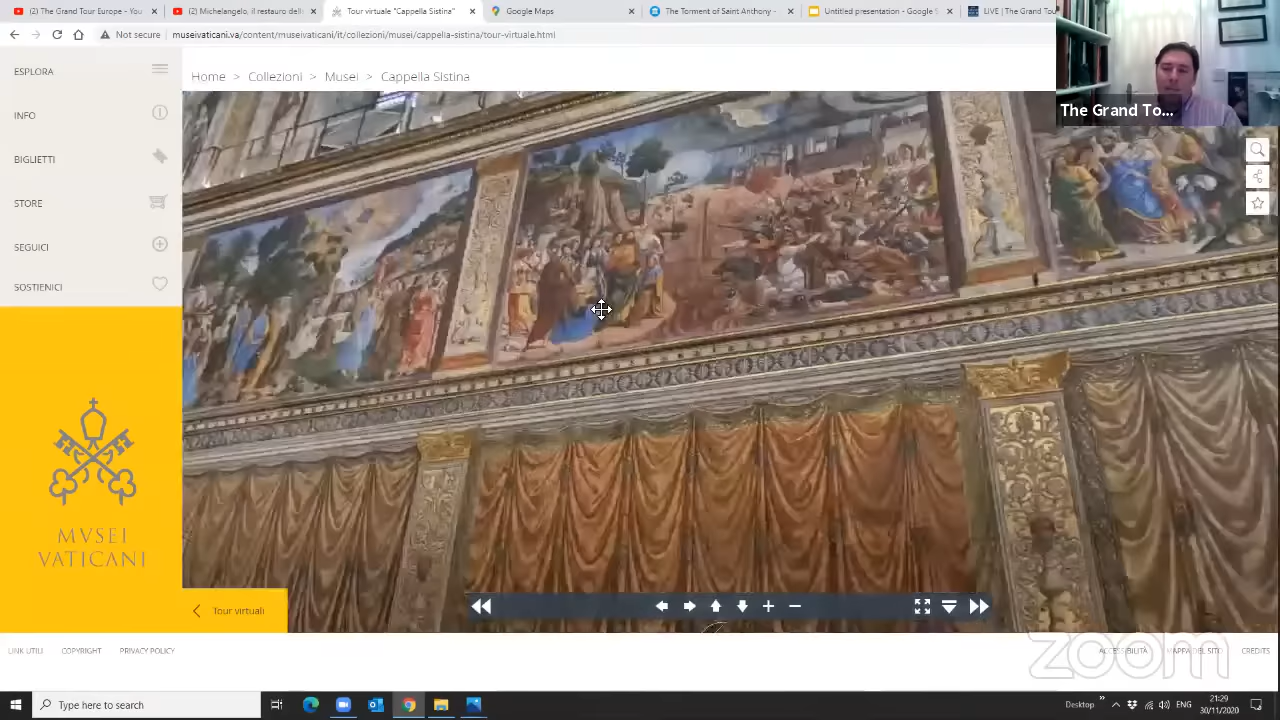 (2) The Grand Tour Europe - You
(2) Michelangelo, il restauro dell
Tour virtuale "Cappella Sistina"
Google Maps
The Torment of Saint Anthony -
Untitled presentation - Google S
LIVE | The Grand Tou
Not secure
museivaticani.va/content/museivaticani/it/collezioni/musei/cappella-sistina/tour-virtuale.html
The Grand To...
ESPLORA
INFO
BIGLIETTI
STORE
SEGUICI
SOSTIENICI
MVSEI
VATICANI
Home > Collezioni > Musei > Cappella Sistina
Tour virtuali
LINK UTILI
COPYRIGHT
PRIVACY POLICY
ACCESSIBILITÀ
MAPPA DEL SITO
CREDITS
zoom
Type here to search
Desktop
ENG
21:29
30/11/2020